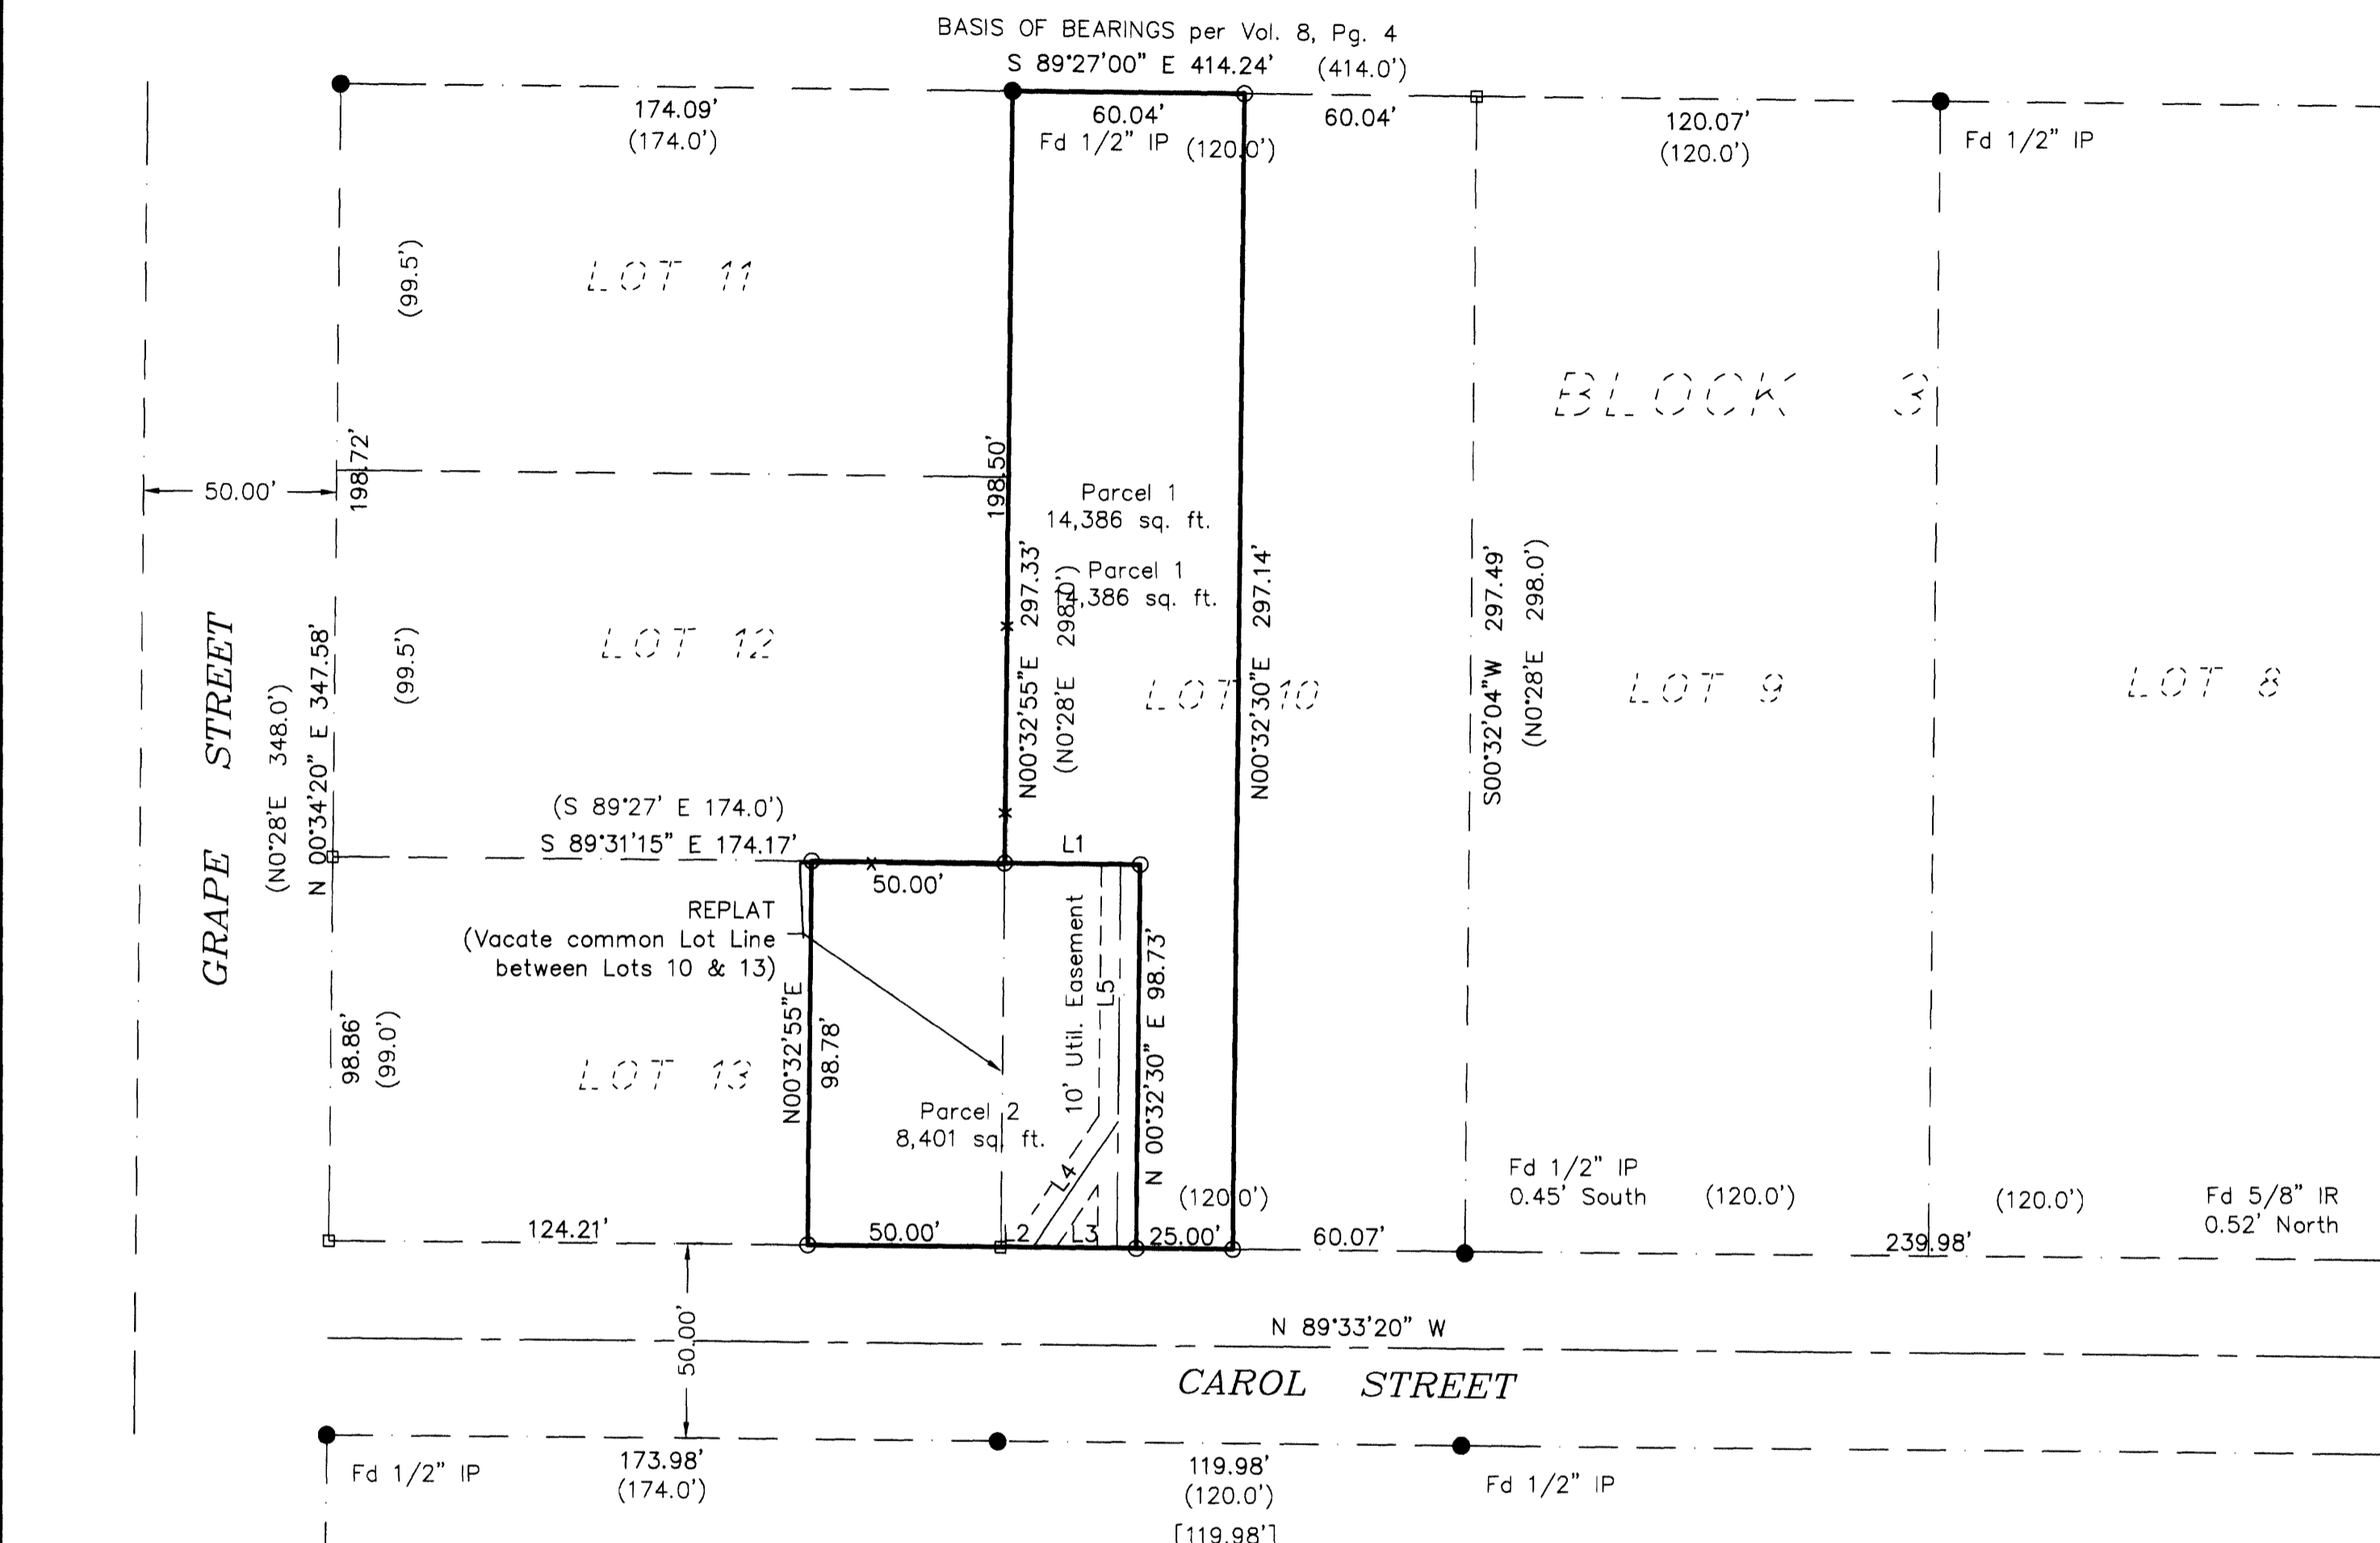 BASIS OF BEARINGS per Vol. 8, Pg. 4
S 89°27'00" E 414.24' (414.0')
174.09'
(174.0')
60.04'
Fd 1/2" IP (120.0')
60.04'
120.07'
(120.0')
Fd 1/2" IP
LOT 11
(99.5')
BLOCK 3
198.72'
198.50'
50.00'
Parcel 1
14,386 sq. ft.
Parcel 1
14,386 sq. ft.
N00°32'55"E 297.33'
(N0°28'E 298.0')
N00°32'30"E 297.14'
S00°32'04"W 297.49'
(N0°28'E 298.0')
GRAPE STREET
(N0°28'E 348.0')
N 00°34'20" E 347.58'
(99.5')
LOT 12
LOT 10
LOT 9
LOT 8
(S 89°27' E 174.0')
S 89°31'15" E 174.17'
L1
50.00'
REPLAT
(Vacate common Lot Line
between Lots 10 & 13)
10' Util. Easement
L5
N 00°32'30" E 98.73'
N00°32'55"E
98.78'
98.86'
(99.0')
LOT 13
Parcel 2
8,401 sq. ft.
L4
(120.0')
Fd 1/2" IP
0.45' South
(120.0')
(120.0')
Fd 5/8" IR
0.52' North
124.21'
50.00'
L2
L3
25.00'
60.07'
239.98'
50.00'
N 89°33'20" W
CAROL STREET
Fd 1/2" IP
173.98'
(174.0')
119.98'
(120.0')
[119.98']
Fd 1/2" IP